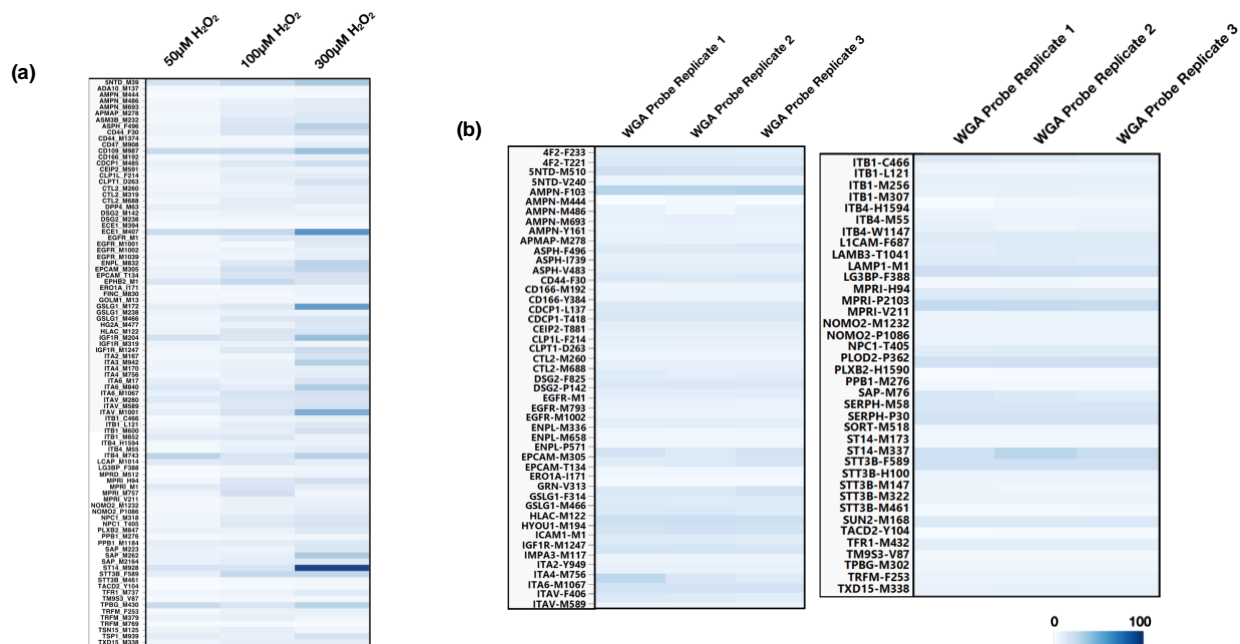 (a)
50µM H₂O₂
100µM H₂O₂
300µM H₂O₂
5NTD_M39
ADA10_M137
AMPN_M444
AMPN_M486
AMPN_M693
APMAP_M278
ASM3B_M232
ASPH_F496
CD44_F30
CD44_M1374
CD47_M908
CD109_M987
CD166_M192
CDCP1_M485
CEIP2_M591
CLP1L_F214
CLPT1_D263
CTL2_M260
CTL2_M319
CTL2_M688
DPP4_M63
DSG2_M142
DSG2_M238
ECE1_M394
ECE1_M407
EGFR_M1
EGFR_M1001
EGFR_M1002
EGFR_M1039
ENPL_M832
EPCAM_M305
EPCAM_T134
EPHB2_M1
ERO1A_I171
FINC_M830
GOLM1_M13
GSLG1_M172
GSLG1_M238
GSLG1_M466
HG2A_M477
HLAC_M122
IGF1R_M204
IGF1R_M319
IGF1R_M1247
ITA2_M167
ITA3_M942
ITA4_M170
ITA4_M756
ITA6_M17
ITA6_M840
ITA6_M1067
ITAV_M280
ITAV_M589
ITAV_M1001
ITB1_C466
ITB1_L121
ITB1_M600
ITB1_M852
ITB4_H1594
ITB4_M55
ITB4_M743
LCAP_M1014
LG3BP_F388
MPRD_M512
MPRI_H94
MPRI_M1
MPRI_M757
MPRI_V211
NOMO2_M1232
NOMO2_P1086
NPC1_M318
NPC1_T405
PLXB2_M847
PPB1_M276
PPB1_M1184
SAP_M223
SAP_M262
SAP_M2164
ST14_M928
STT3B_F589
STT3B_M461
TACD2_Y104
TFR1_M737
TM9S3_V87
TPBG_M430
TRFM_F253
TRFM_M379
TRFM_M769
TSN15_M125
TSP1_M939
TXD15_M338
(b)
WGA Probe Replicate 1
WGA Probe Replicate 2
WGA Probe Replicate 3
4F2-F233
4F2-T221
5NTD-M510
5NTD-V240
AMPN-F103
AMPN-M444
AMPN-M486
AMPN-M693
AMPN-Y161
APMAP-M278
ASPH-F496
ASPH-I739
ASPH-V483
CD44-F30
CD166-M192
CD166-Y384
CDCP1-L137
CDCP1-T418
CEIP2-T881
CLP1L-F214
CLPT1-D263
CTL2-M260
CTL2-M688
DSG2-F825
DSG2-P142
EGFR-M1
EGFR-M793
EGFR-M1002
ENPL-M336
ENPL-M658
ENPL-P571
EPCAM-M305
EPCAM-T134
ERO1A-I171
GRN-V313
GSLG1-F314
GSLG1-M466
HLAC-M122
HYOU1-M194
ICAM1-M1
IGF1R-M1247
IMPA3-M117
ITA2-Y949
ITA4-M756
ITA6-M1067
ITAV-F406
ITAV-M589
WGA Probe Replicate 1
WGA Probe Replicate 2
WGA Probe Replicate 3
ITB1-C466
ITB1-L121
ITB1-M256
ITB1-M307
ITB4-H1594
ITB4-M55
ITB4-W1147
L1CAM-F687
LAMB3-T1041
LAMP1-M1
LG3BP-F388
MPRI-H94
MPRI-P2103
MPRI-V211
NOMO2-M1232
NOMO2-P1086
NPC1-T405
PLOD2-P362
PLXB2-H1590
PPB1-M276
SAP-M76
SERPH-M58
SERPH-P30
SORT-M518
ST14-M173
ST14-M337
STT3B-F589
STT3B-H100
STT3B-M147
STT3B-M322
STT3B-M461
SUN2-M168
TACD2-Y104
TFR1-M432
TM9S3-V87
TPBG-M302
TRFM-F253
TXD15-M338
0 100